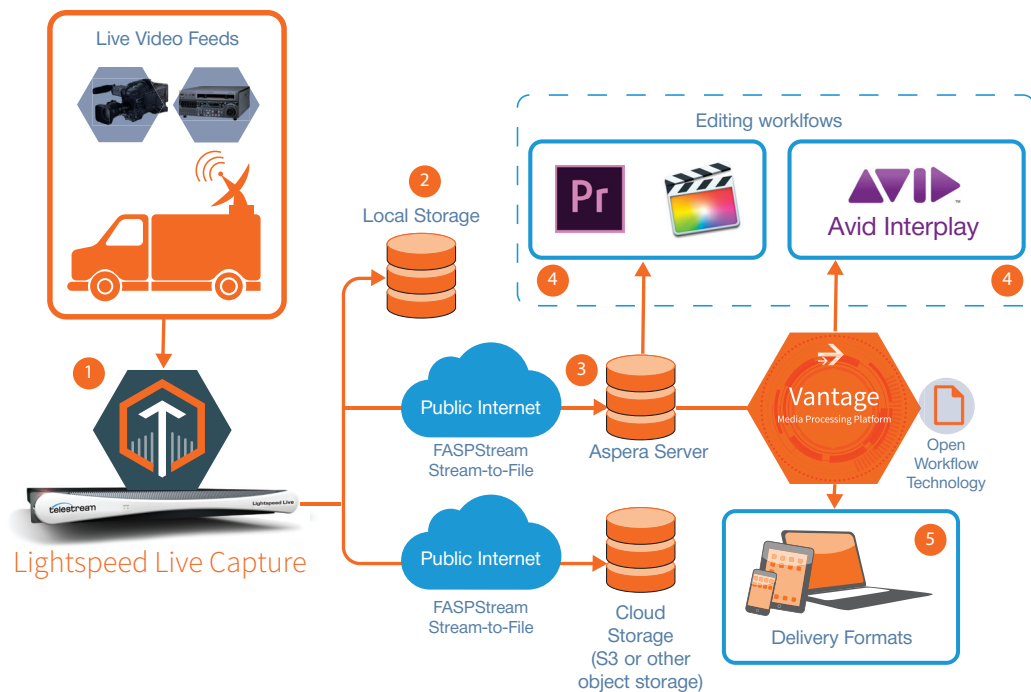 Live Video Feeds
1
telestream
Lightspeed Live
Lightspeed Live Capture
2
Local Storage
Public Internet
FASPStream
Stream-to-File
3
Aspera Server
Public Internet
FASPStream
Stream-to-File
Cloud
Storage
(S3 or other
object storage)
Editing worklfows
Pr
4
AVID
™
Avid Interplay
4
Vantage
Media Processing Platform
Open
Workflow
Technology
5
Delivery Formats